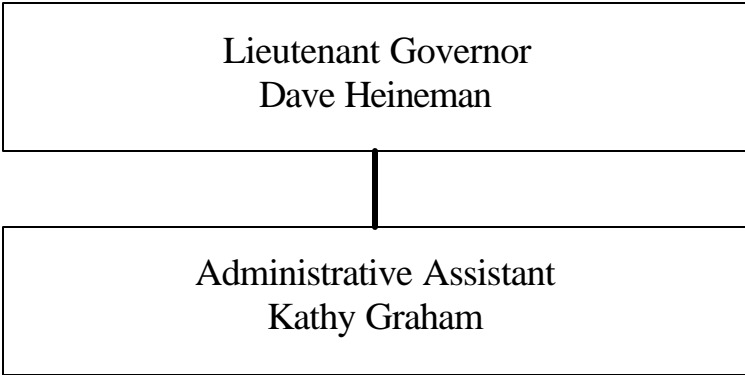 Lieutenant Governor
Dave Heineman
Administrative Assistant
Kathy Graham